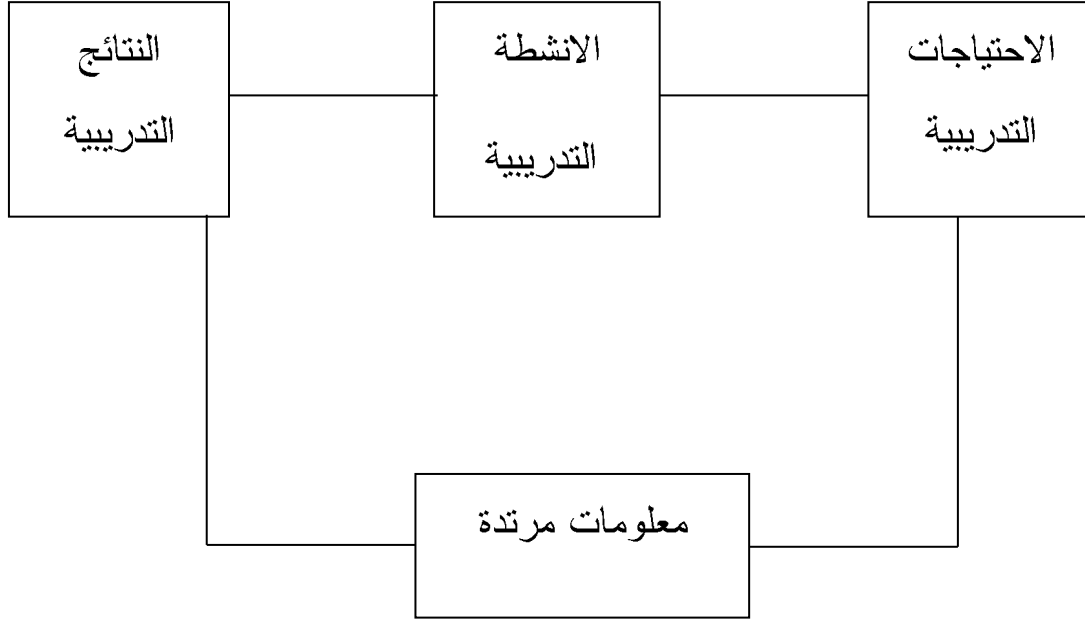 الاحتياجات
التدريبية
الانشطة
التدريبية
النتائج
التدريبية
معلومات مرتدة